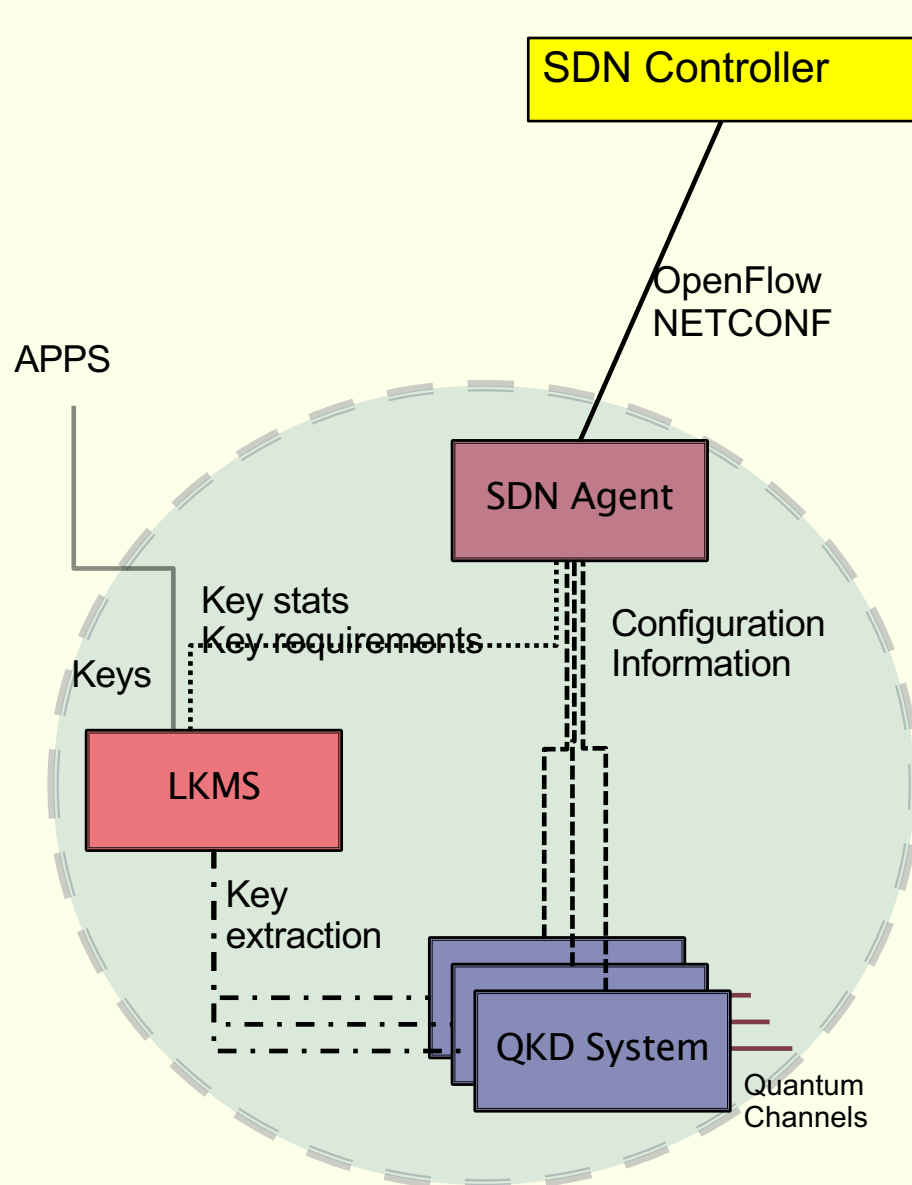 SDN Controller
OpenFlow
NETCONF
APPS
SDN Agent
Key stats
Key requirements
Configuration
Information
Keys
LKMS
Key
extraction
QKD System
Quantum
Channels